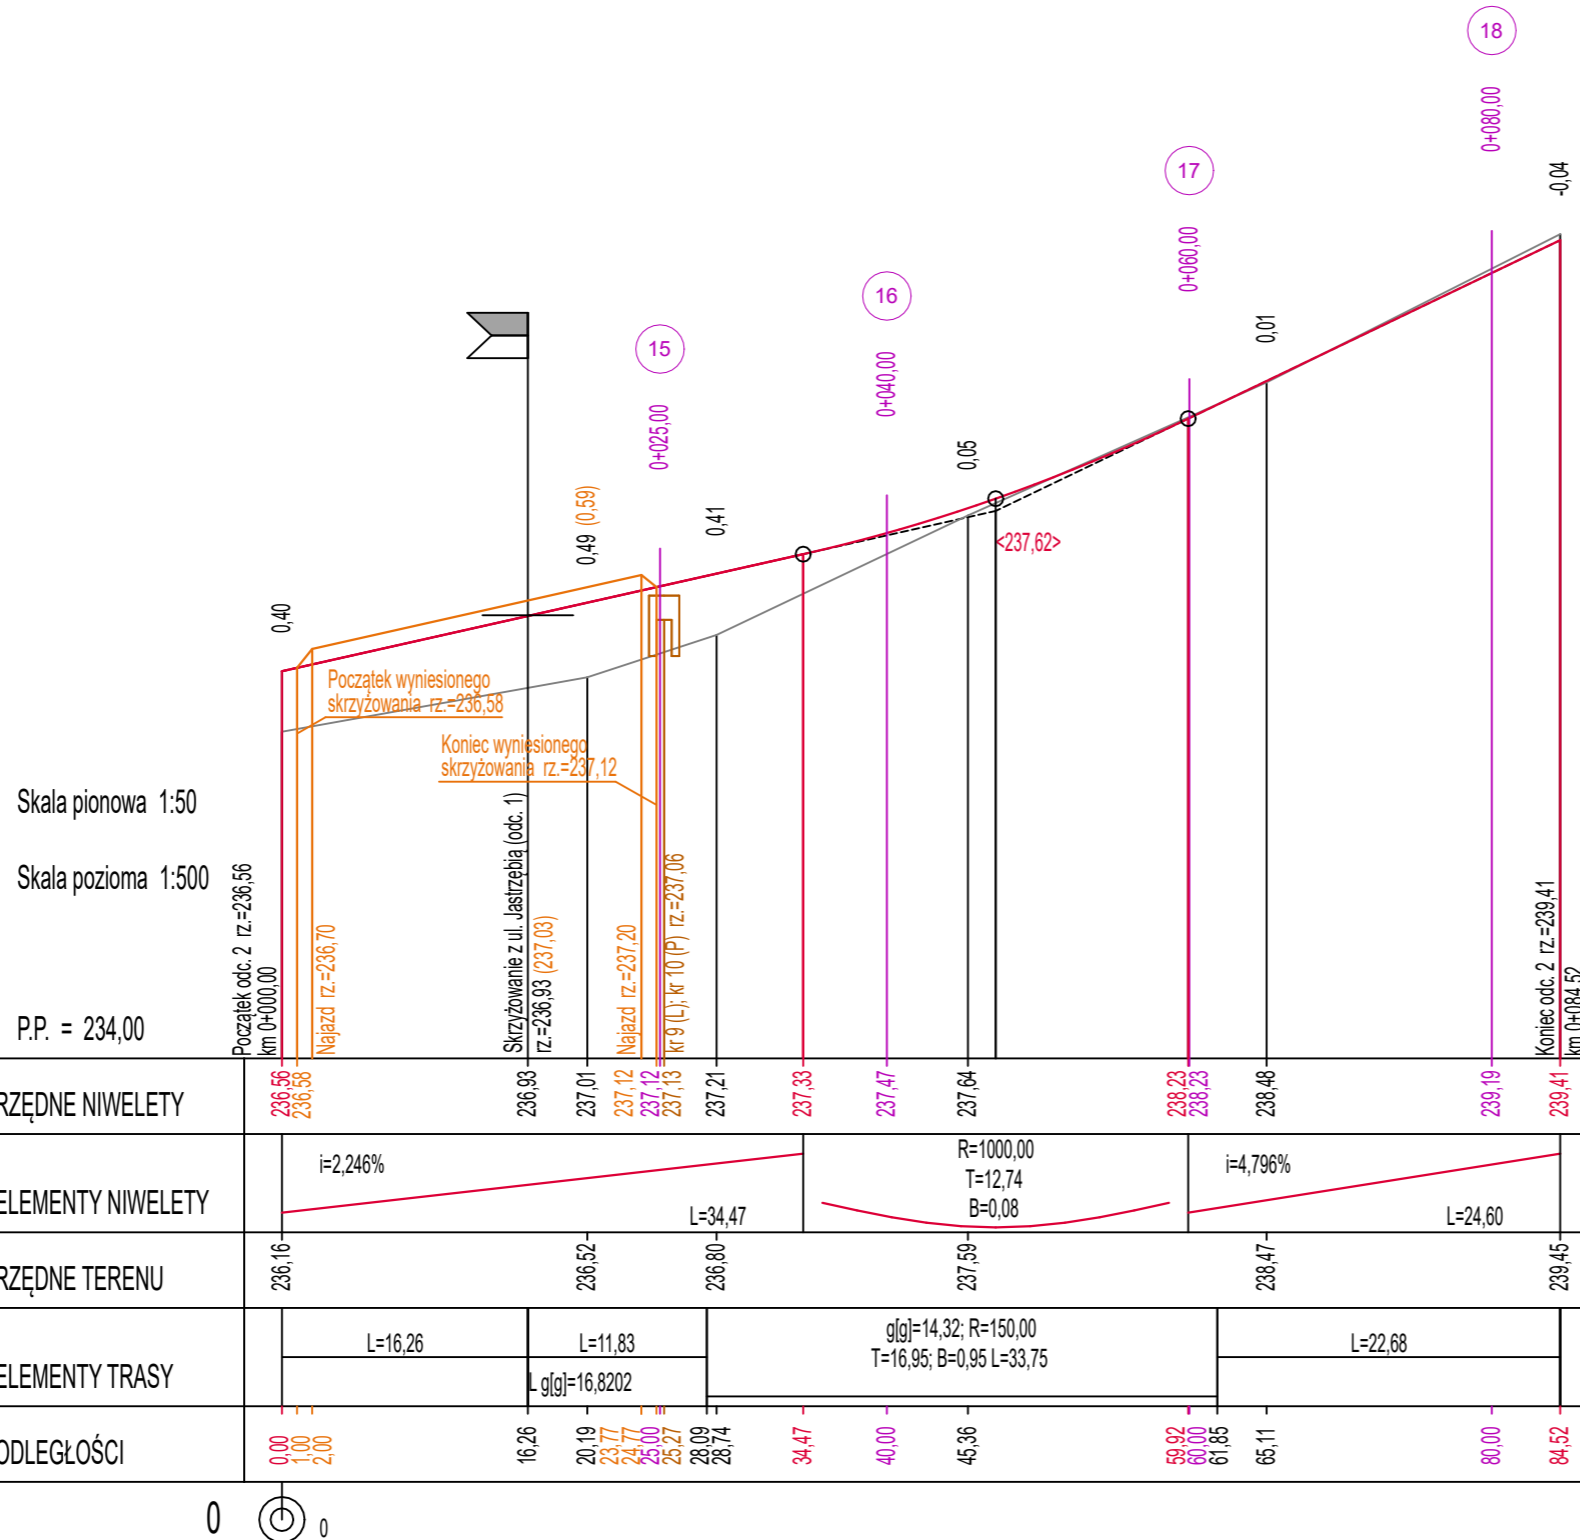 18
0+080,00
17
0+060,00
-0,04
16
0+040,00
0,01
15
0+025,00
0,05
0,49 (0,59)
0,41
<237,62>
0,40
Początek wyniesionego
skrzyżowania rz.=236,58
Koniec wyniesionego
skrzyżowania rz.=237,12
Skala pionowa 1:50
Skala pozioma 1:500
P.P. = 234,00
Początek odc. 2 rz.=236,56
km 0+000,00
Najazd rz.=236,70
Skrzyżowanie z ul. Jastrzębia (odc. 1)
rz.=236,93 (237,03)
Najazd rz.=237,20
kr 9 (L); kr 10 (P) rz.=237,06
Koniec odc. 2 rz.=239,41
km 0+084,52
RZĘDNE NIWELETY
236,56
236,58
236,93
237,01
237,12
237,12
237,13
237,21
237,33
237,47
237,64
238,23
238,23
238,48
239,19
239,41
ELEMENTY NIWELETY
i=2,246%
L=34,47
R=1000,00
T=12,74
B=0,08
i=4,796%
L=24,60
RZĘDNE TERENU
236,16
236,52
236,80
237,59
238,47
239,45
ELEMENTY TRASY
L=16,26
L=11,83
L g[g]=16,8202
g[g]=14,32; R=150,00
T=16,95; B=0,95 L=33,75
L=22,68
ODLEGŁOŚCI
0,00
1,00
2,00
16,26
20,19
23,77
24,77
25,00
25,27
28,09
28,74
34,47
40,00
45,36
59,92
60,00
61,85
65,11
80,00
84,52
0
0